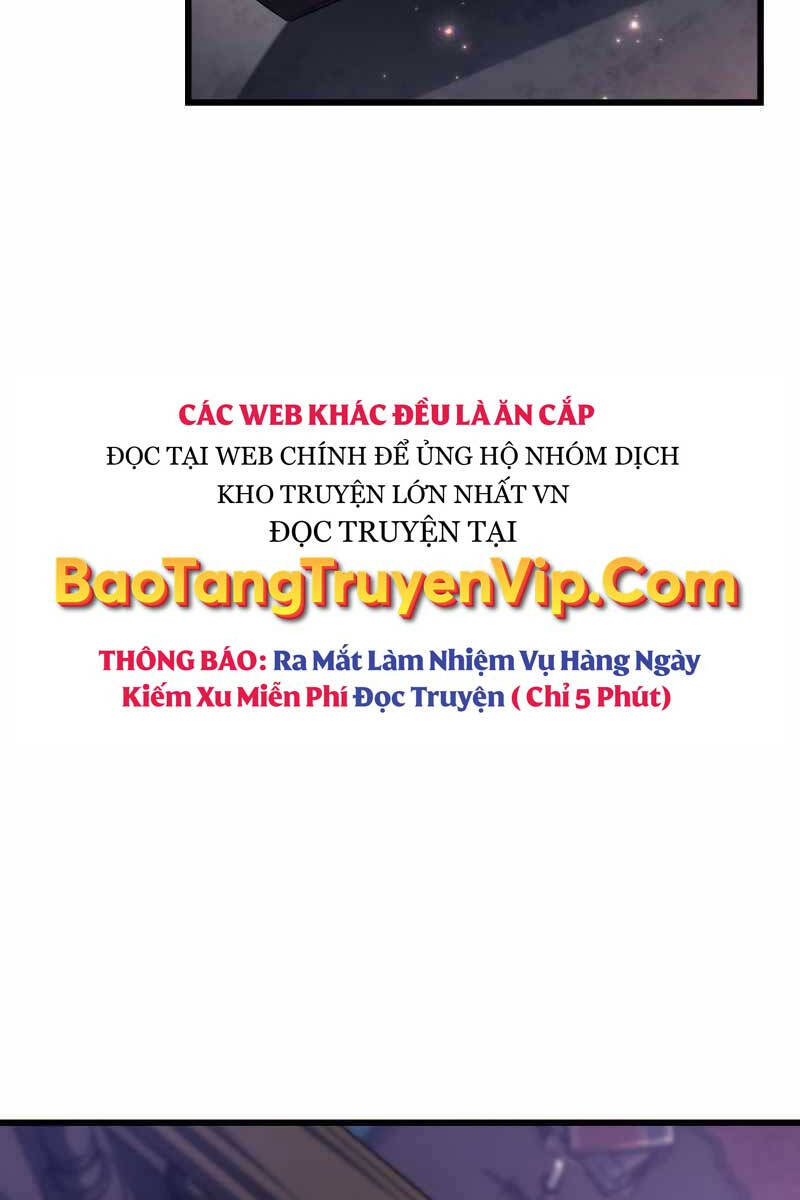 CÁC WEB KHÁC ĐỀU LÀ ĂN CẮP
ĐỌC TẠI WEB CHÍNH ĐỂ ỦNG HỘ NHÓM DỊCH
KHO TRUYỆN LỚN NHẤT VN
ĐỌC TRUYỆN TẠI
BaoTangTruyenVip.Com
THÔNG BÁO: Ra Mắt Làm Nhiệm Vụ Hàng Ngày
Kiếm Xu Miễn Phí Đọc Truyện ( Chỉ 5 Phút)